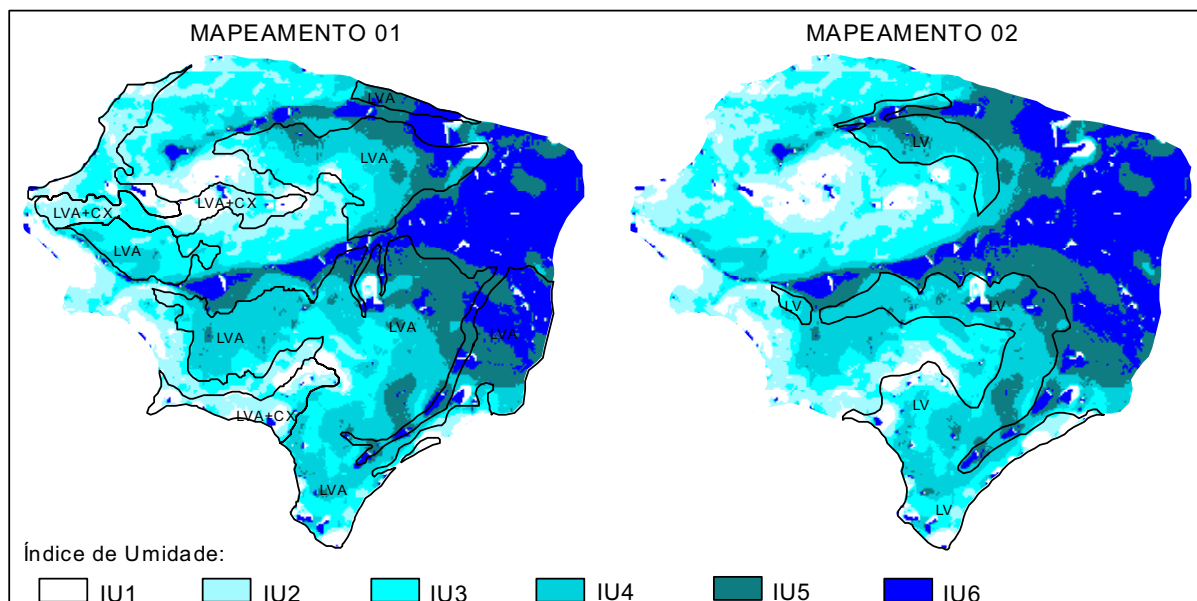 MAPEAMENTO 01
MAPEAMENTO 02
LVA
LVA
LV
LVA+CX
LVA+CX
LVA
LV
LV
LVA
LVA
LVA
LVA+CX
LV
LVA
LV
Índice de Umidade:
IU1 IU2 IU3 IU4 IU5 IU6